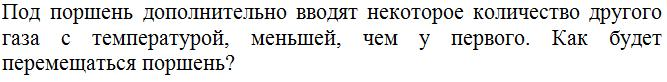 Под поршень дополнительно вводят некоторое количество другого
газа с температурой, меньшей, чем у первого. Как будет
перемещаться поршень?